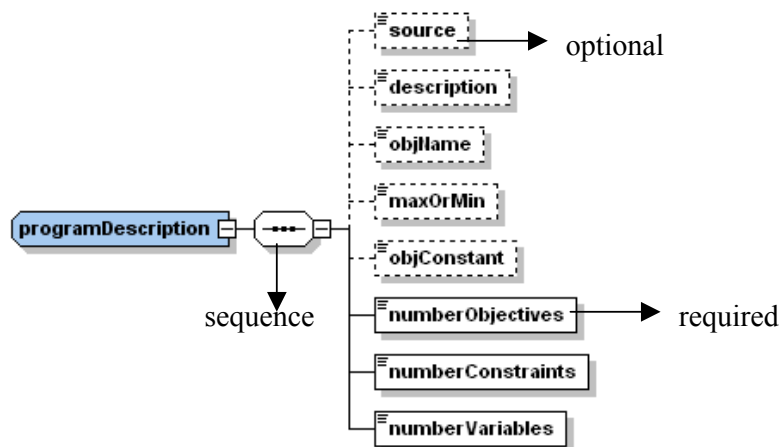 source
optional
description
objName
maxOrMin
programDescription
objConstant
sequence
numberObjectives
required
numberConstraints
numberVariables